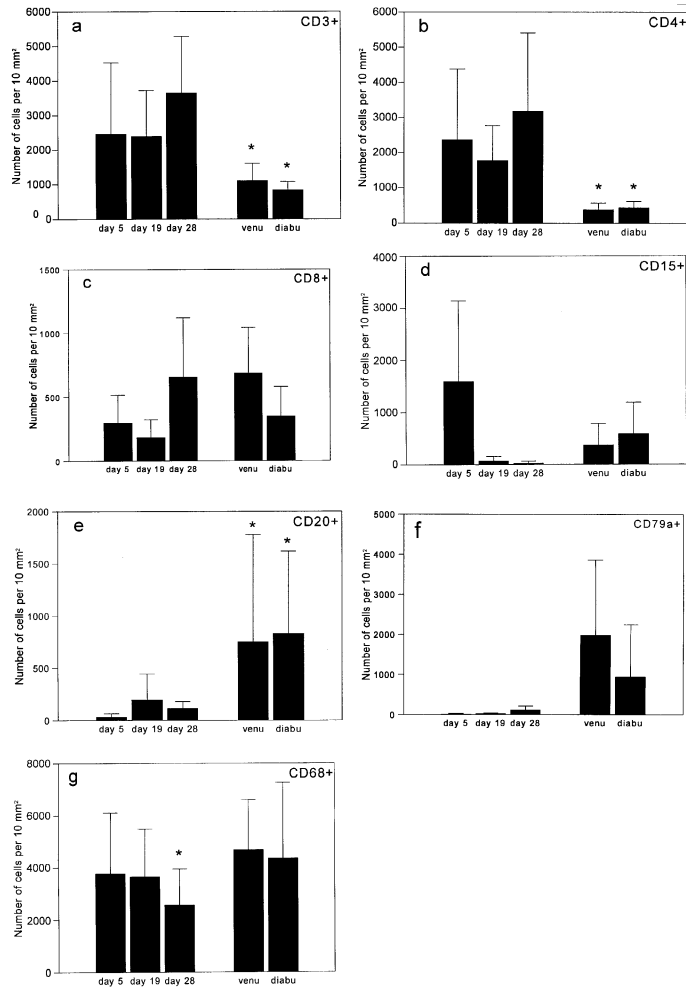 a CD3+
6000
5000
4000
3000
2000
1000
0
Number of cells per 10 mm²
day 5 day 19 day 28 venu diabu
* *
b CD4+
6000
5000
4000
3000
2000
1000
0
Number of cells per 10 mm²
day 5 day 19 day 28 venu diabu
* *
c CD8+
1500
1000
500
0
Number of cells per 10 mm²
day 5 day 19 day 28 venu diabu
d CD15+
4000
3000
2000
1000
0
Number of cells per 10 mm²
day 5 day 19 day 28 venu diabu
e CD20+
2000
1500
1000
500
0
Number of cells per 10 mm²
day 5 day 19 day 28 venu diabu
* *
f CD79a+
5000
4000
3000
2000
1000
0
Number of cells per 10 mm²
day 5 day 19 day 28 venu diabu
g CD68+
8000
6000
4000
2000
0
Number of cells per 10 mm²
day 5 day 19 day 28 venu diabu
*